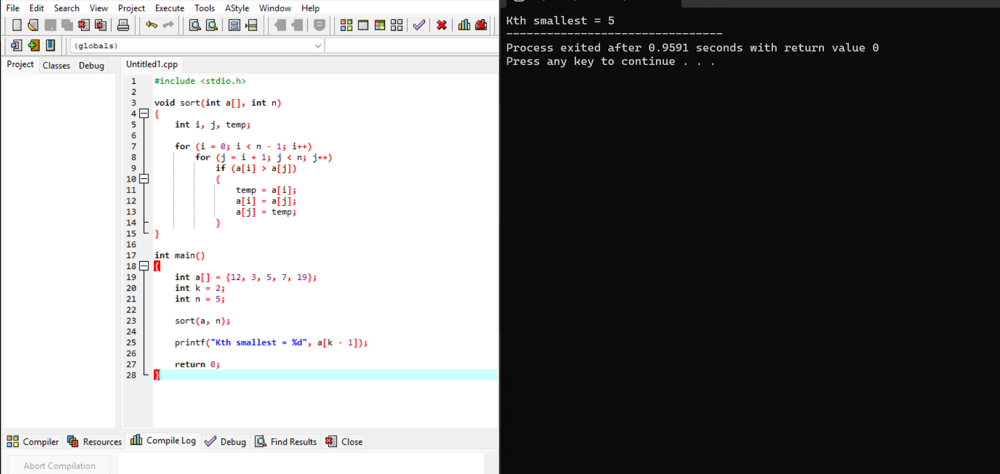 File Edit Search View Project Execute Tools AStyle Window Help
(globals)
Project Classes Debug
Untitled1.cpp
1 #include <stdio.h>
2
3 void sort(int a[], int n)
4 {
5     int i, j, temp;
6
7     for (i = 0; i < n - 1; i++)
8         for (j = i + 1; j < n; j++)
9             if (a[i] > a[j])
10             {
11                 temp = a[i];
12                 a[i] = a[j];
13                 a[j] = temp;
14             }
15 }
16
17 int main()
18 {
19     int a[] = {12, 3, 5, 7, 19};
20     int k = 2;
21     int n = 5;
22
23     sort(a, n);
24
25     printf("Kth smallest = %d", a[k - 1]);
26
27     return 0;
28 }
Compiler Resources Compile Log Debug Find Results Close
Abort Compilation
Kth smallest = 5
--------------------------------
Process exited after 0.9591 seconds with return value 0
Press any key to continue . . .